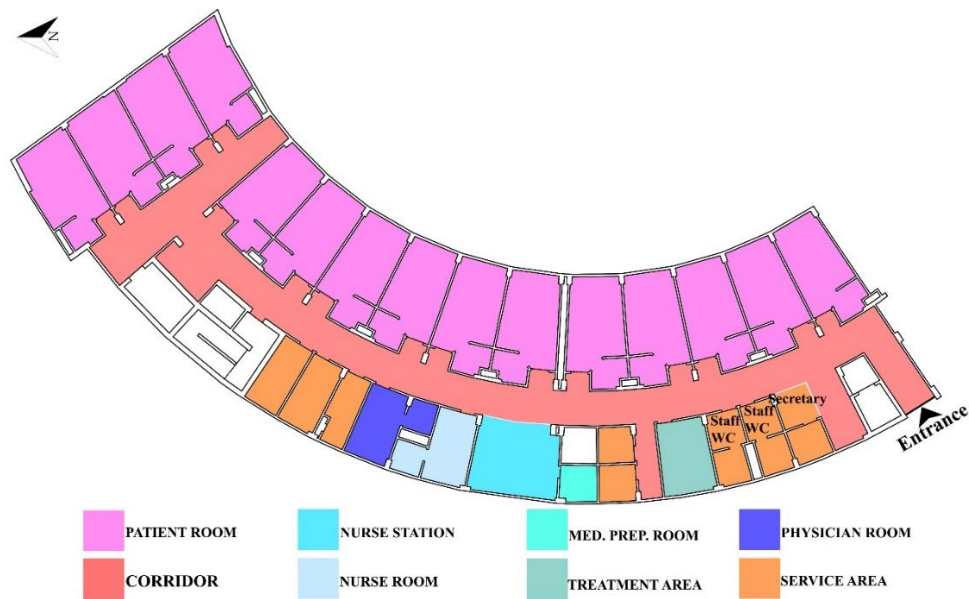 N
Secretary
Staff
WC
Staff
WC
Entrance
PATIENT ROOM
NURSE STATION
MED. PREP. ROOM
PHYSICIAN ROOM
CORRIDOR
NURSE ROOM
TREATMENT AREA
SERVICE AREA